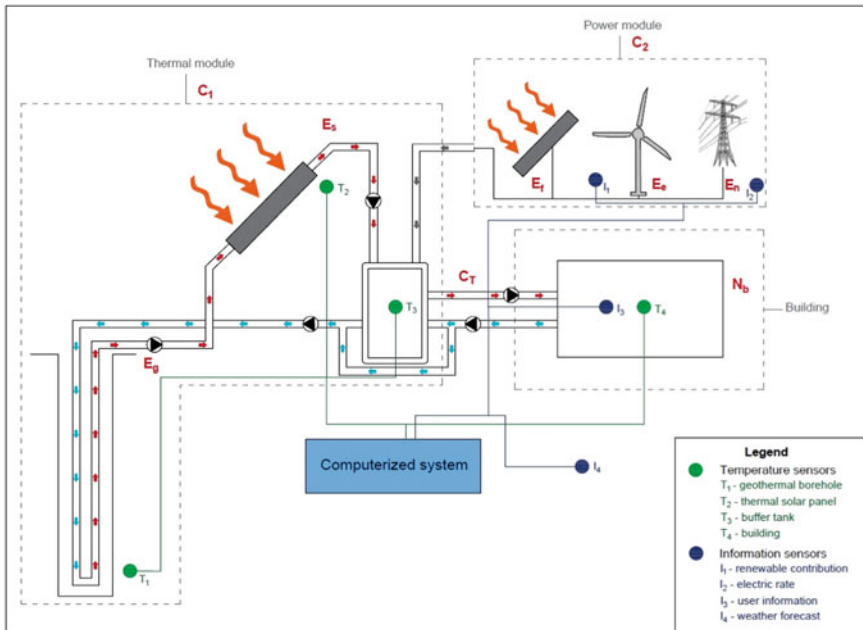 Power module
C2
Thermal module
C1
Es
T2
Ef
I1
Ee
En
I2
T3
CT
Nb
I3
T4
Building
Eg
Computerized system
I4
T1
Legend
Temperature sensors
T1 - geothermal borehole
T2 - thermal solar panel
T3 - buffer tank
T4 - building
Information sensors
I1 - renewable contribution
I2 - electric rate
I3 - user information
I4 - weather forecast